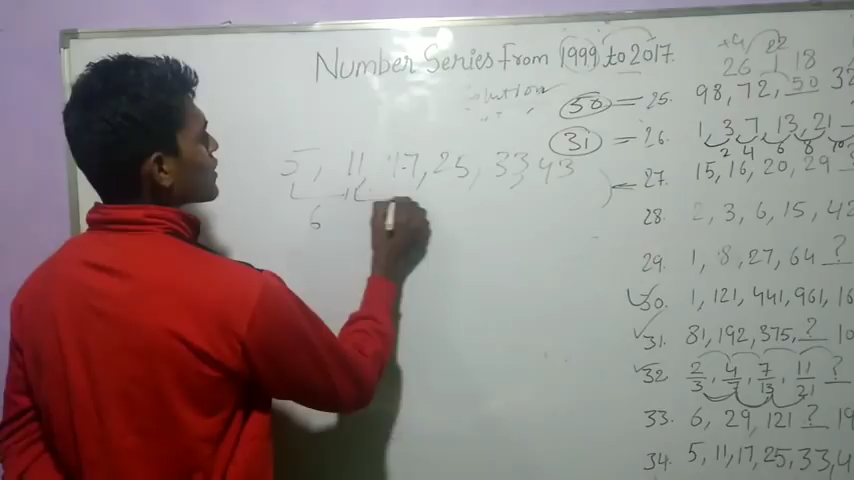 Number Series From 1999 to 2017.
+4 22
26 1 18
50 = 25. 98, 72, 50 32
31 = 26. 1, 3, 7, 13, 21
2 4 6 8 10
5, 11, 17, 25, 33, 43
6
27. 15, 16, 20, 29
28. 2, 3, 6, 15, 42
29. 1, 8, 27, 64 ?
30. 1, 121, 441, 961, 16
31. 81, 192, 375, ? 10
32. 2/3, 4/7, 7/13, 11/21 ?
33. 6, 29, 121 ? 19
34. 5, 11, 17, 25, 33, 4